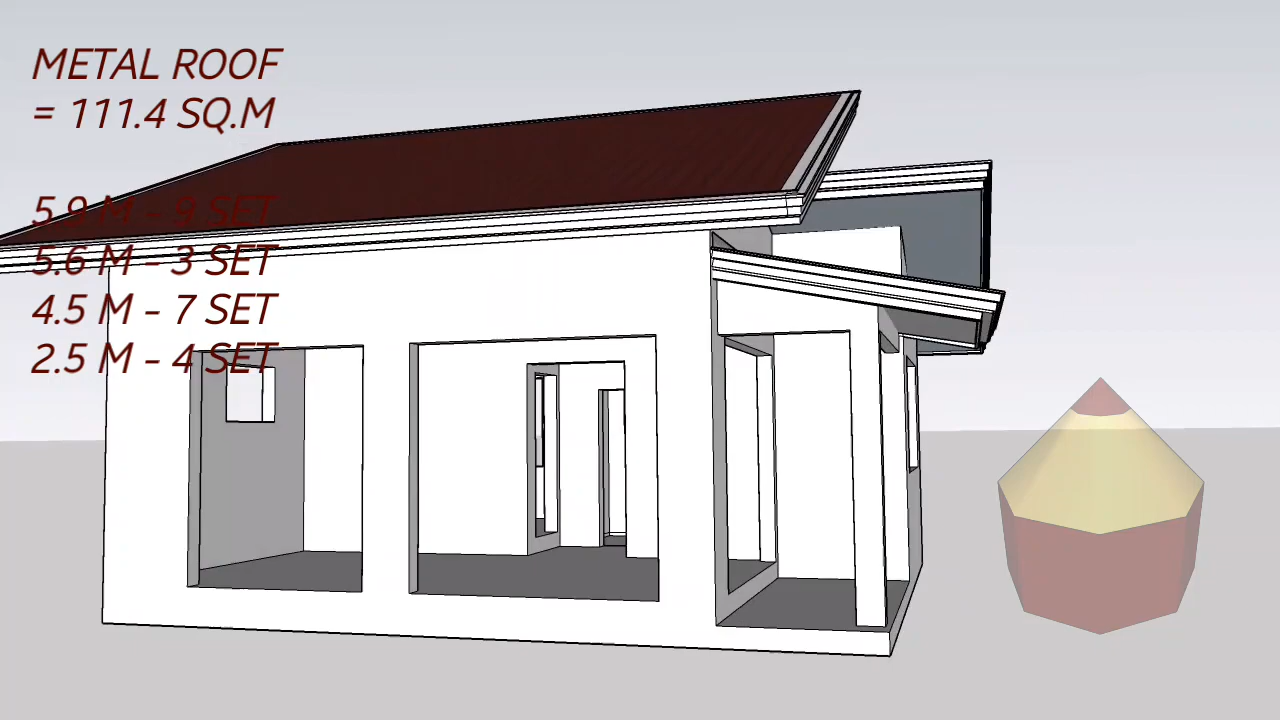 METAL ROOF
= 111.4 SQ.M
5.9 M - 9 SET
5.6 M - 3 SET
4.5 M - 7 SET
2.5 M - 4 SET